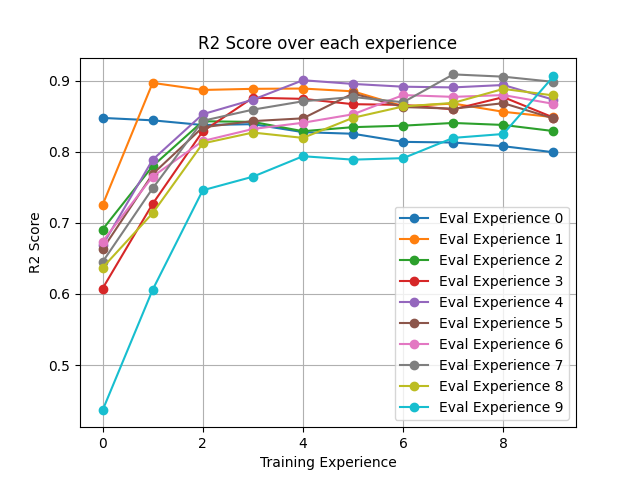 R2 Score over each experience
R2 Score
0.9
0.8
0.7
0.6
0.5
Eval Experience 0
Eval Experience 1
Eval Experience 2
Eval Experience 3
Eval Experience 4
Eval Experience 5
Eval Experience 6
Eval Experience 7
Eval Experience 8
Eval Experience 9
0 2 4 6 8
Training Experience